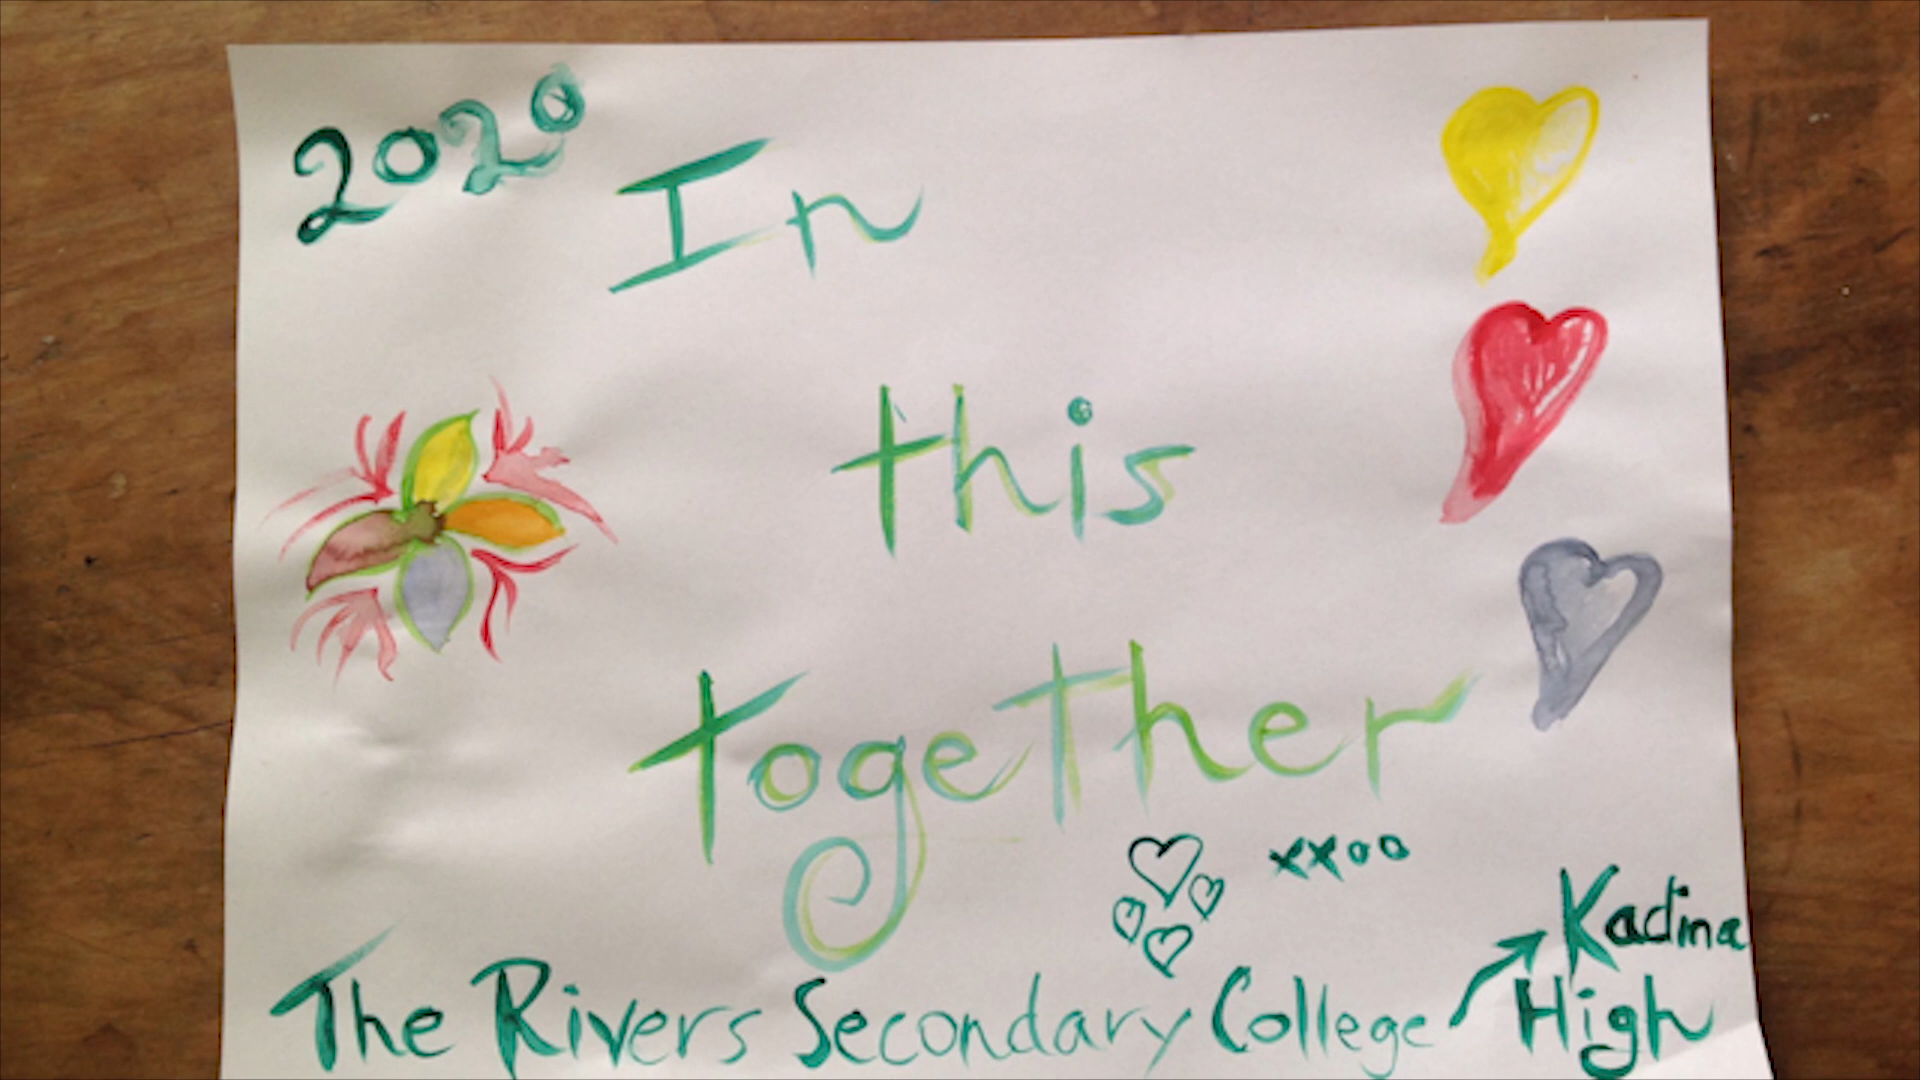 2020
In
this
together
xxoo
Kadina
The Rivers Secondary College High